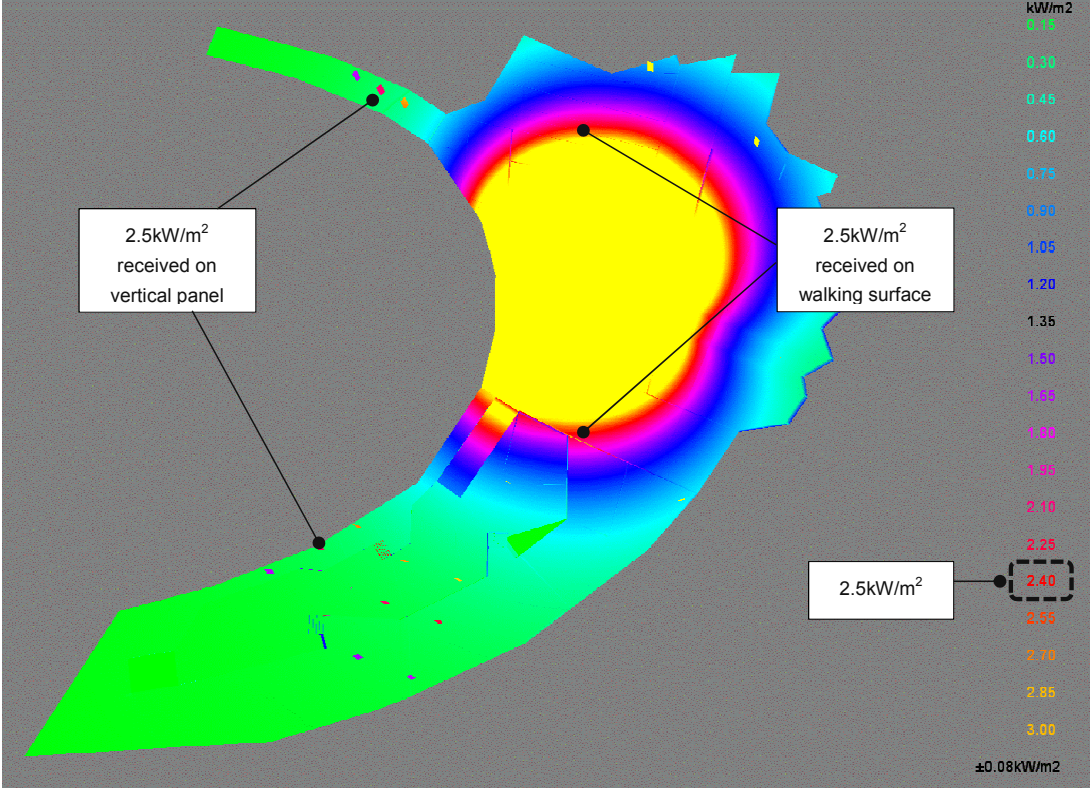 kW/m2
0.15
0.30
0.45
0.60
0.75
0.90
1.05
1.20
1.35
1.50
1.65
1.80
1.95
2.10
2.25
2.40
2.55
2.70
2.85
3.00
±0.08kW/m2
2.5kW/m²
received on
vertical panel
2.5kW/m²
received on
walking surface
2.5kW/m²